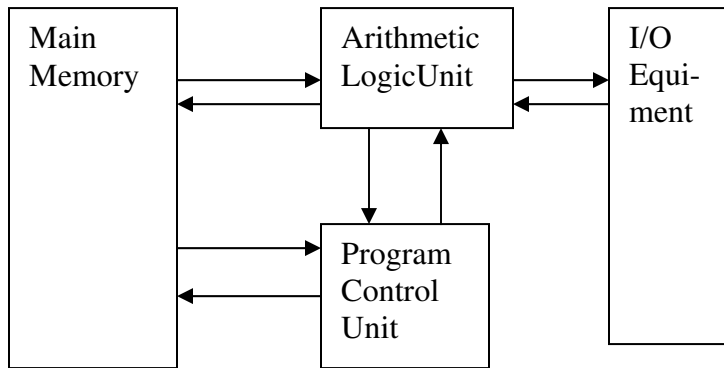 Main
Memory
Arithmetic
LogicUnit
I/O
Equi-
ment
Program
Control
Unit